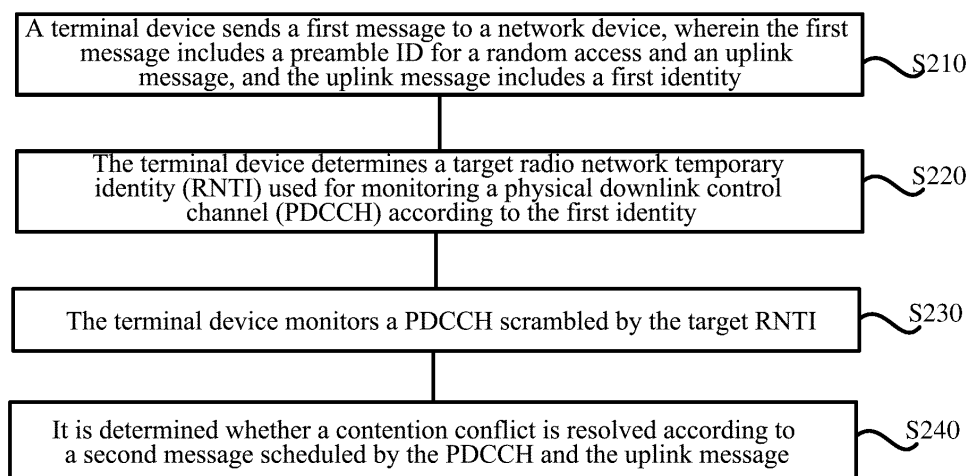 A terminal device sends a first message to a network device, wherein the first
message includes a preamble ID for a random access and an uplink
message, and the uplink message includes a first identity
S210
The terminal device determines a target radio network temporary
identity (RNTI) used for monitoring a physical downlink control
channel (PDCCH) according to the first identity
S220
The terminal device monitors a PDCCH scrambled by the target RNTI
S230
It is determined whether a contention conflict is resolved according to
a second message scheduled by the PDCCH and the uplink message
S240